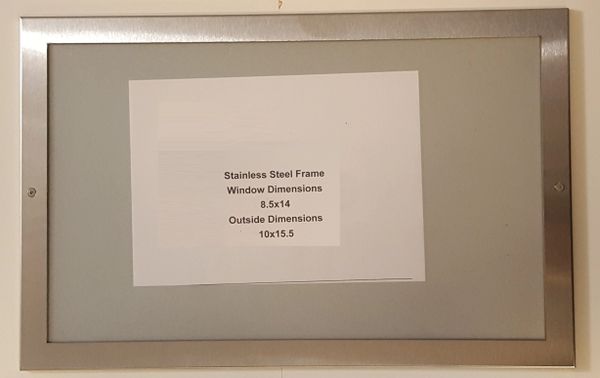 Stainless Steel Frame
Window Dimensions
8.5x14
Outside Dimensions
10x15.5